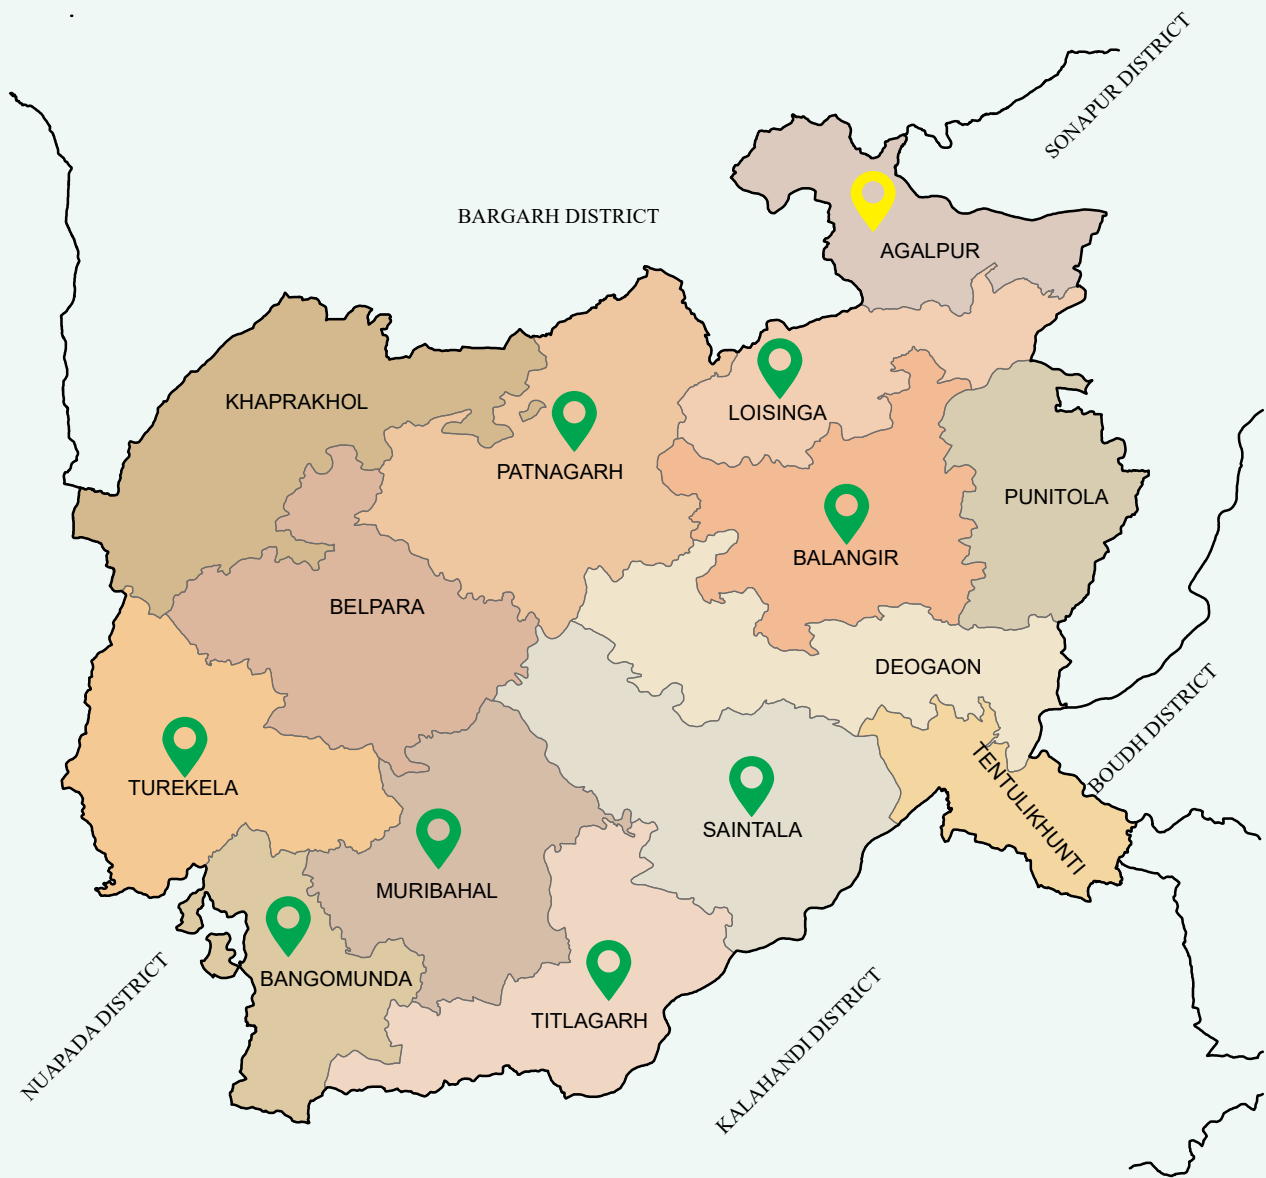 SONAPUR DISTRICT
BARGARH DISTRICT
AGALPUR
KHAPRAKHOL
LOISINGA
PATNAGARH
PUNITOLA
BALANGIR
BELPARA
DEOGAON
BOUDH DISTRICT
TUREKELA
TENTULIKHUNTI
SAINTALA
MURIBAHAL
BANGOMUNDA
TITLAGARH
NUAPADA DISTRICT
KALAHANDI DISTRICT